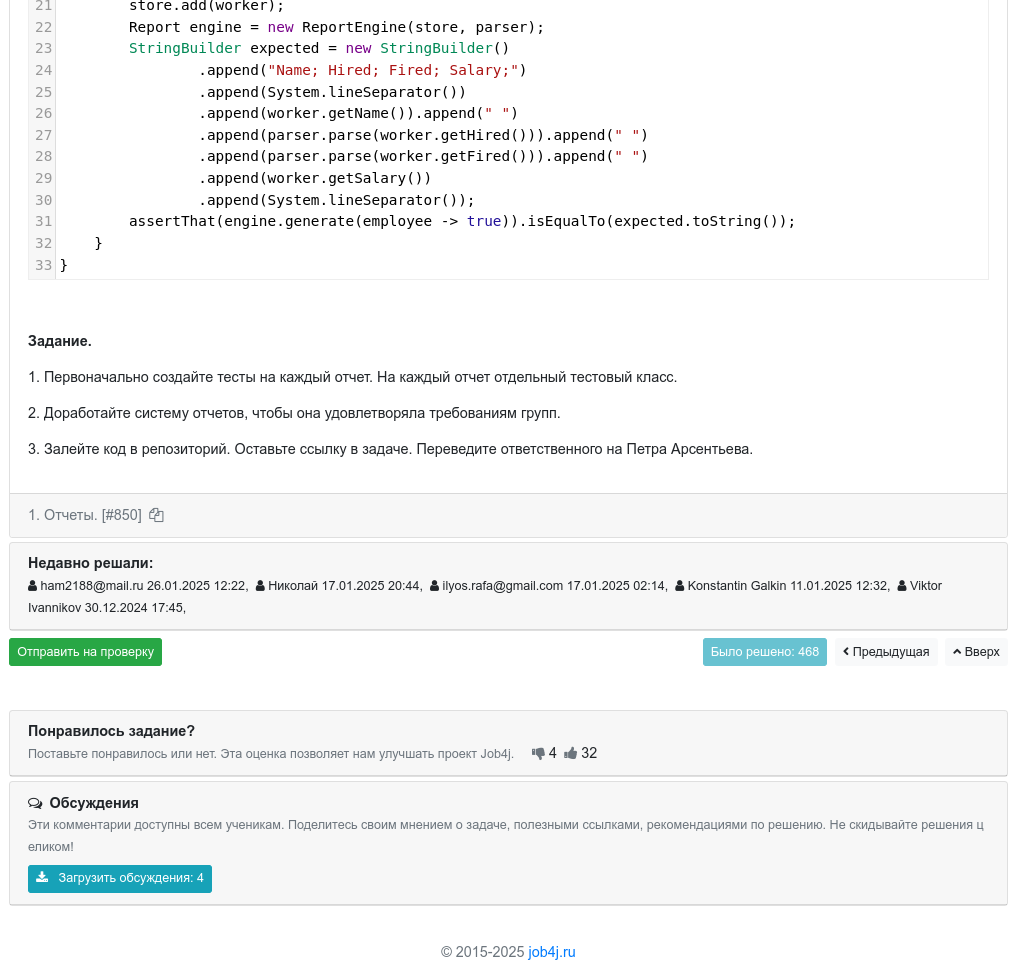 21 store.add(worker);
22 Report engine = new ReportEngine(store, parser);
23 StringBuilder expected = new StringBuilder()
24 .append("Name; Hired; Fired; Salary;")
25 .append(System.lineSeparator())
26 .append(worker.getName()).append(" ")
27 .append(parser.parse(worker.getHired())).append(" ")
28 .append(parser.parse(worker.getFired())).append(" ")
29 .append(worker.getSalary())
30 .append(System.lineSeparator());
31 assertThat(engine.generate(employee -> true)).isEqualTo(expected.toString());
32 }
33 }
Задание.
1. Первоначально создайте тесты на каждый отчет. На каждый отчет отдельный тестовый класс.
2. Доработайте систему отчетов, чтобы она удовлетворяла требованиям групп.
3. Залейте код в репозиторий. Оставьте ссылку в задаче. Переведите ответственного на Петра Арсентьева.
1. Отчеты. [#850]
Недавно решали:
ham2188@mail.ru 26.01.2025 12:22, Николай 17.01.2025 20:44, ilyos.rafa@gmail.com 17.01.2025 02:14, Konstantin Galkin 11.01.2025 12:32, Viktor
Ivannikov 30.12.2024 17:45,
Отправить на проверку Было решено: 468 Предыдущая Вверх
Понравилось задание?
Поставьте понравилось или нет. Эта оценка позволяет нам улучшать проект Job4j. 4 32
Обсуждения
Эти комментарии доступны всем ученикам. Поделитесь своим мнением о задаче, полезными ссылками, рекомендациями по решению. Не скидывайте решения ц
еликом!
Загрузить обсуждения: 4
© 2015-2025 job4j.ru